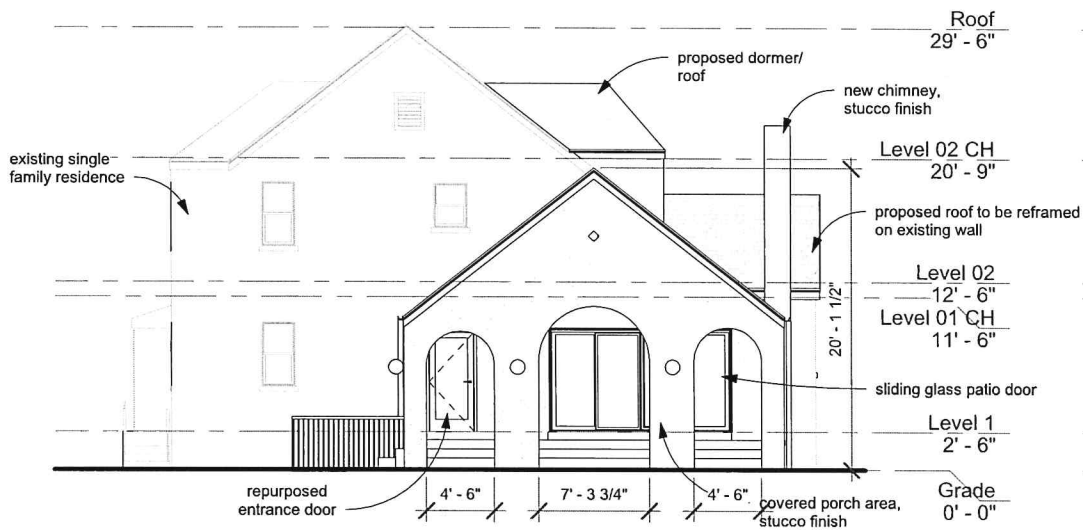 Roof
29' - 6"
proposed dormer/
roof
new chimney,
stucco finish
existing single
family residence
Level 02 CH
20' - 9"
proposed roof to be reframed
on existing wall
Level 02
12' - 6"
20' - 1 1/2"
Level 01 CH
11' - 6"
sliding glass patio door
Level 1
2' - 6"
repurposed
entrance door
4' - 6"
7' - 3 3/4"
4' - 6"
covered porch area,
stucco finish
Grade
0' - 0"